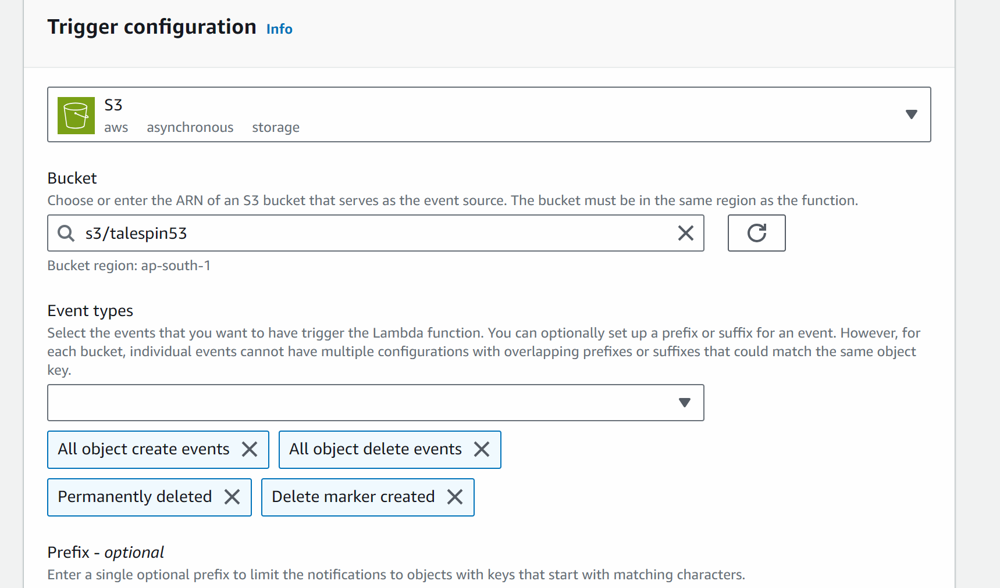 Trigger configuration Info
S3
aws asynchronous storage
Bucket
Choose or enter the ARN of an S3 bucket that serves as the event source. The bucket must be in the same region as the function.
s3/talespin53
Bucket region: ap-south-1
Event types
Select the events that you want to have trigger the Lambda function. You can optionally set up a prefix or suffix for an event. However, for
each bucket, individual events cannot have multiple configurations with overlapping prefixes or suffixes that could match the same object
key.
All object create events All object delete events
Permanently deleted Delete marker created
Prefix - optional
Enter a single optional prefix to limit the notifications to objects with keys that start with matching characters.